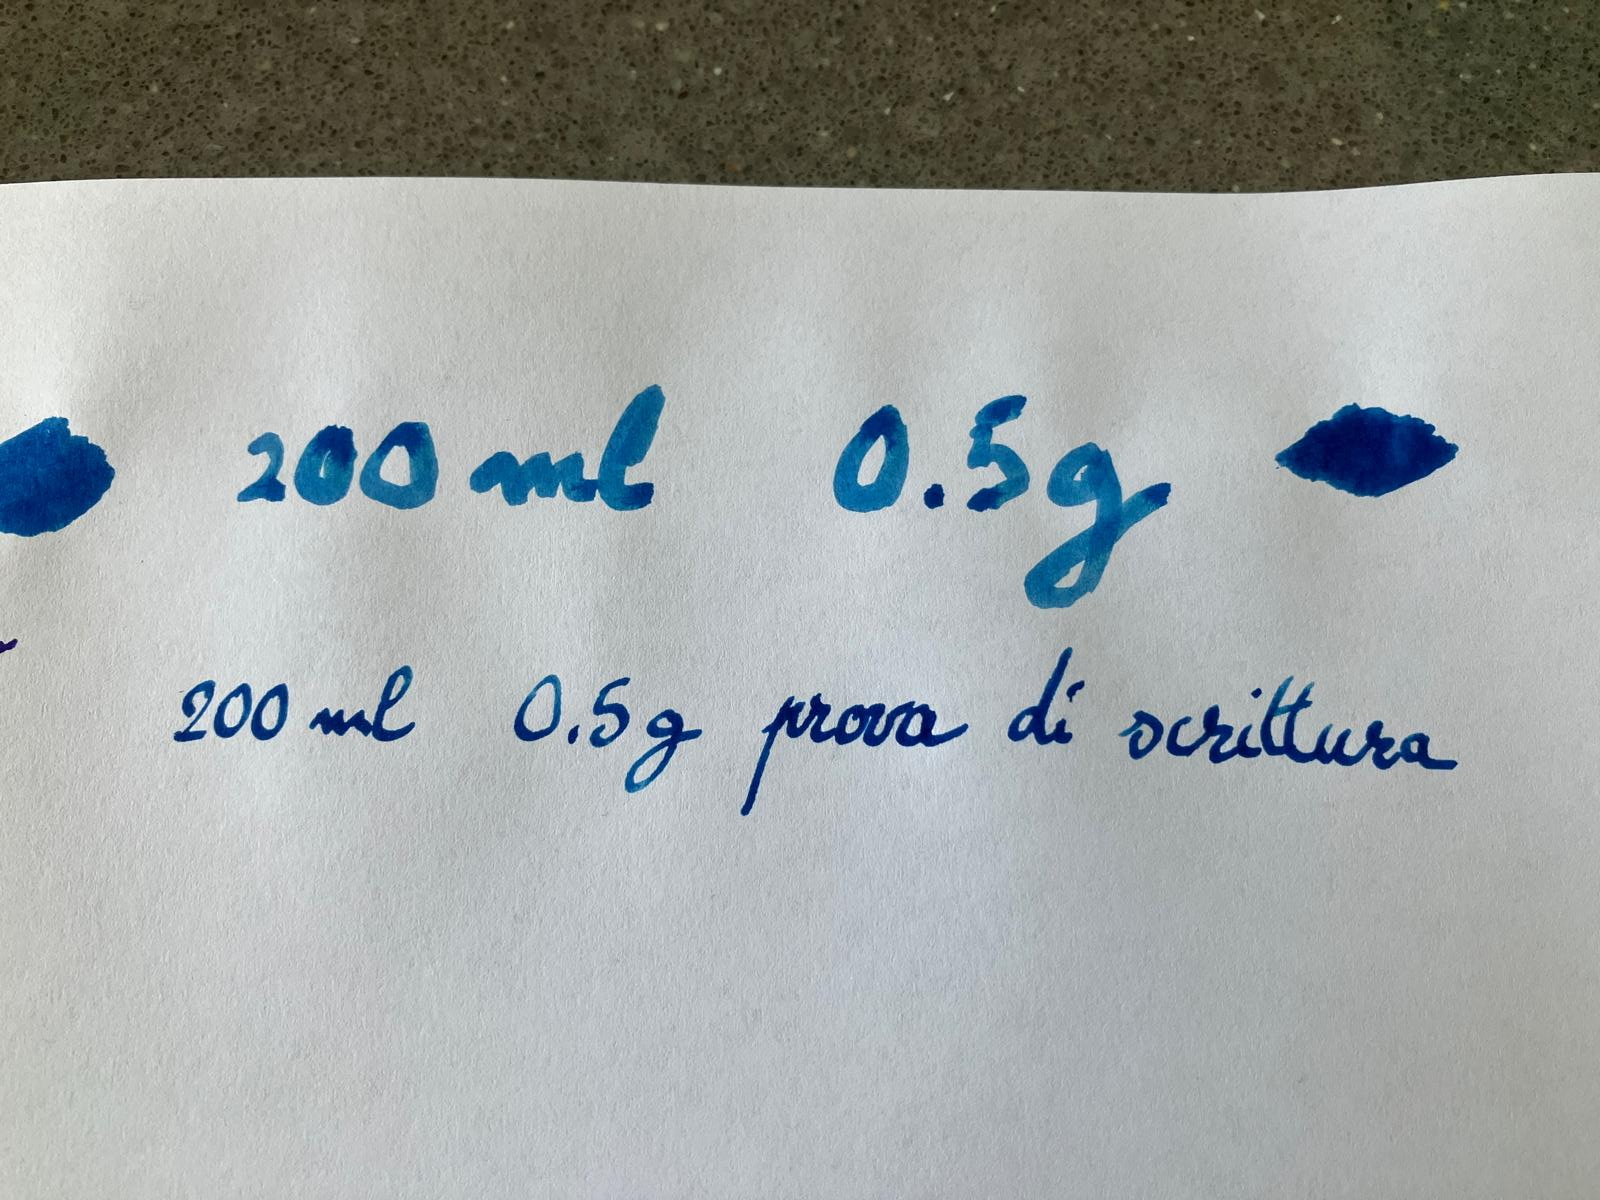 200 ml 0.5g
200 ml 0.5g prova di scrittura